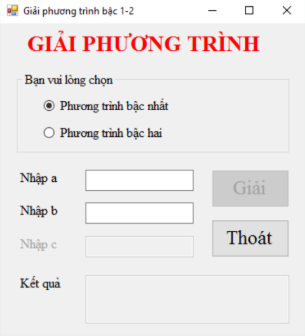 Giải phương trình bậc 1-2
GIẢI PHƯƠNG TRÌNH
Bạn vui lòng chọn
Phương trình bậc nhất
Phương trình bậc hai
Nhập a
Giải
Nhập b
Thoát
Nhập c
Kết quả